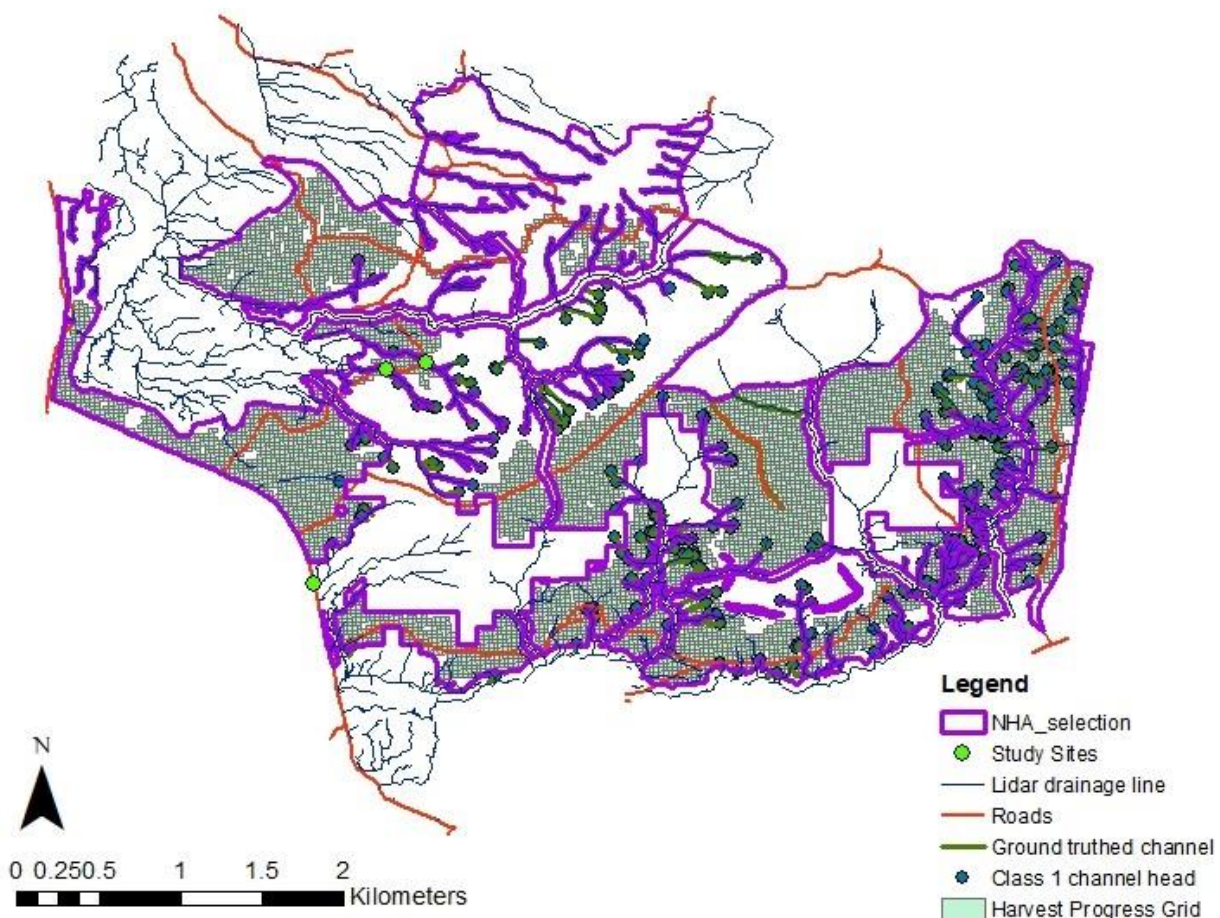 Legend
NHA_selection
Study Sites
Lidar drainage line
Roads
Ground truthed channel
Class 1 channel head
Harvest Progress Grid
N
0 0.250.5 1 1.5 2
Kilometers